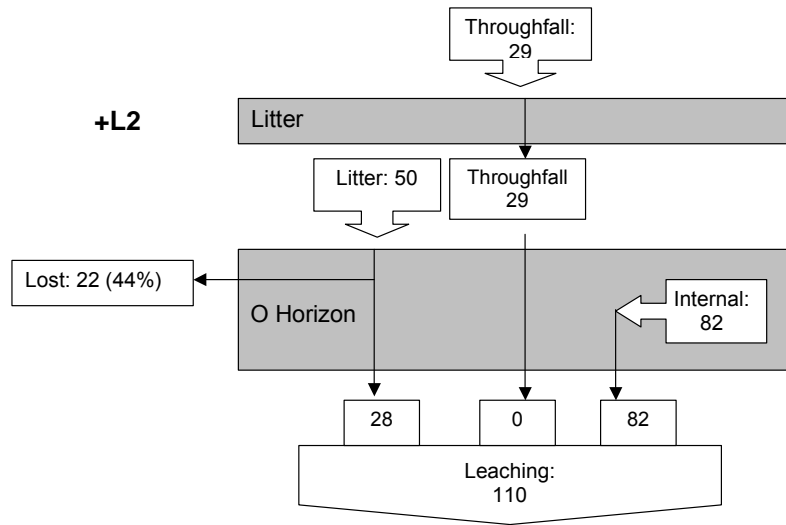 Throughfall:
29
+L2
Litter
Litter: 50
Throughfall
29
Lost: 22 (44%)
O Horizon
Internal:
82
28
0
82
Leaching:
110